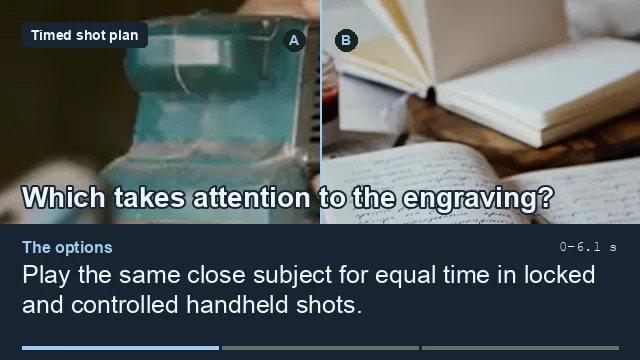 Timed shot plan
A
B
Which takes attention to the engraving?
The options
0–6.1 s
Play the same close subject for equal time in locked
and controlled handheld shots.